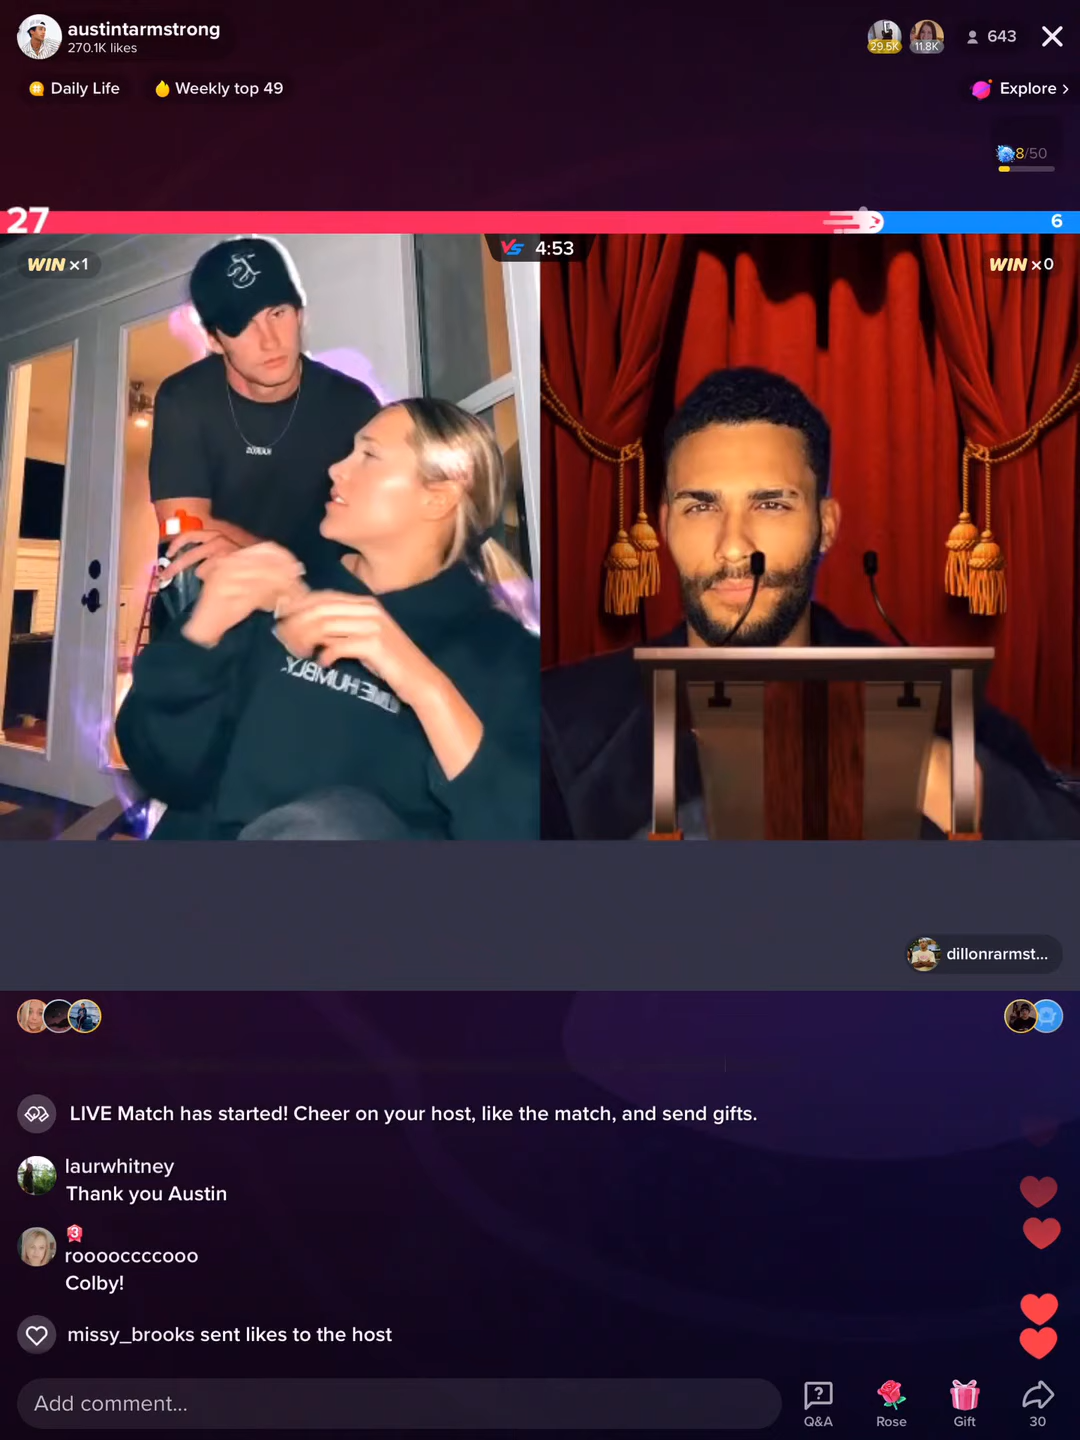 austintarmstrong
270.1K likes
29.5K
11.8K
643
Daily Life
Weekly top 49
Explore >
8/50
27
6
WIN x1
VS 4:53
WIN x0
LIVE HUMBLY.
dillonrarmst...
LIVE Match has started! Cheer on your host, like the match, and send gifts.
laurwhitney
Thank you Austin
3
rooooccccooo
Colby!
missy_brooks sent likes to the host
Add comment...
Q&A
Rose
Gift
30